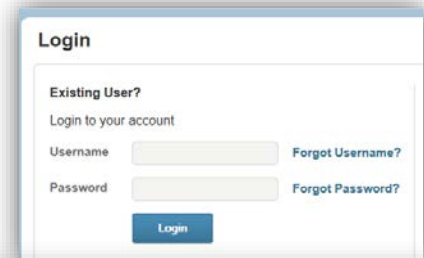 Login
Existing User?
Login to your account
Username Forgot Username?
Password Forgot Password?
Login